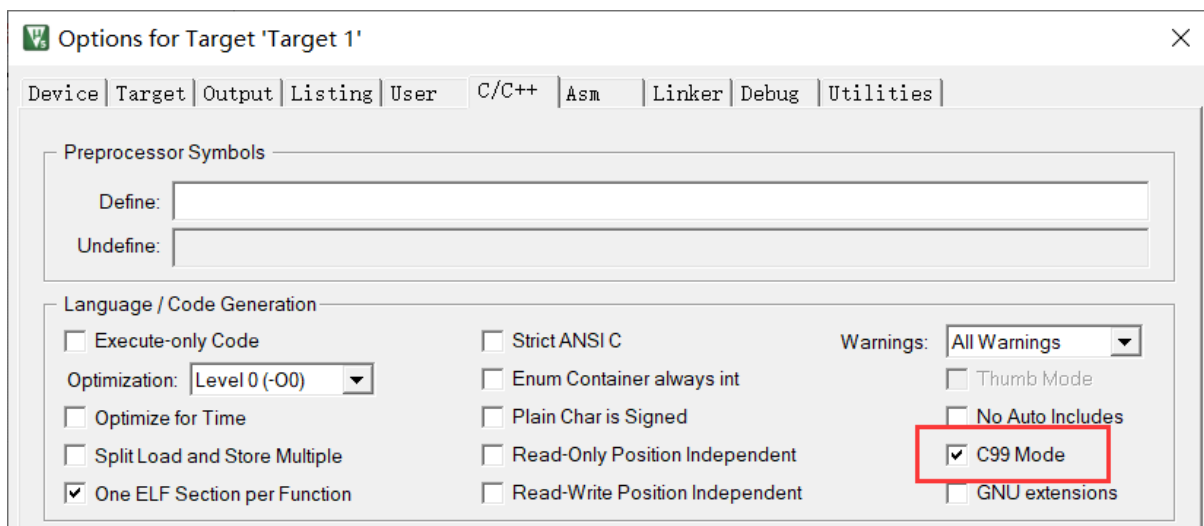 Options for Target 'Target 1'
Device Target Output Listing User C/C++ Asm Linker Debug Utilities
Preprocessor Symbols
Define:
Undefine:
Language / Code Generation
Execute-only Code
Strict ANSI C
Warnings: All Warnings
Optimization: Level 0 (-O0)
Enum Container always int
Thumb Mode
Optimize for Time
Plain Char is Signed
No Auto Includes
Split Load and Store Multiple
Read-Only Position Independent
C99 Mode
One ELF Section per Function
Read-Write Position Independent
GNU extensions